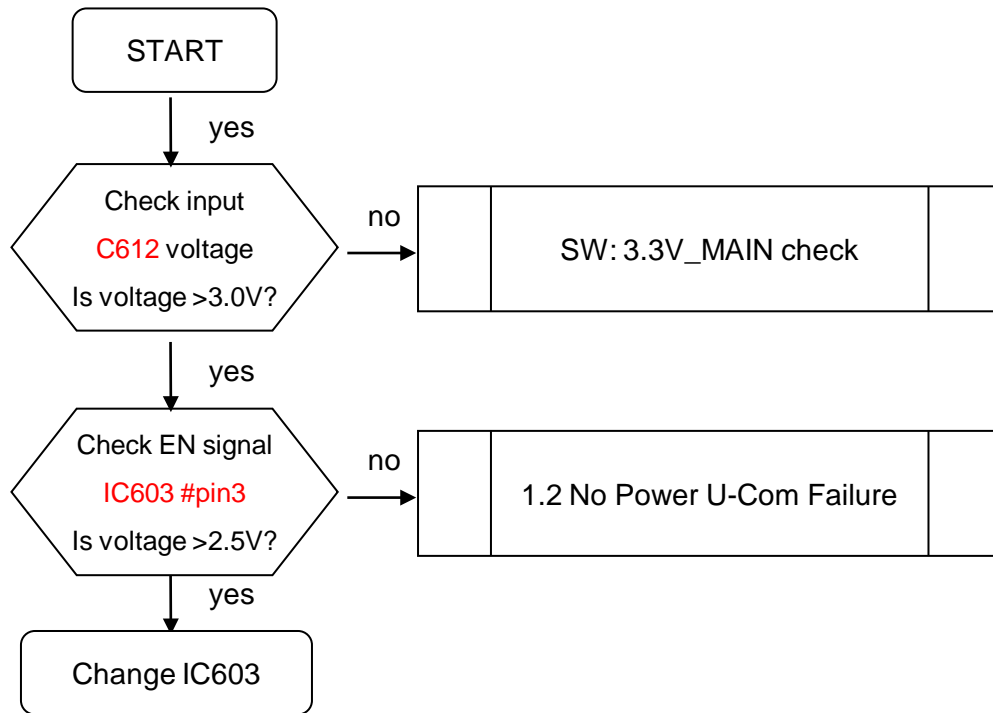 START
yes
Check input
C612 voltage
Is voltage >3.0V?
no
SW: 3.3V_MAIN check
yes
Check EN signal
IC603 #pin3
Is voltage >2.5V?
no
1.2 No Power U-Com Failure
yes
Change IC603